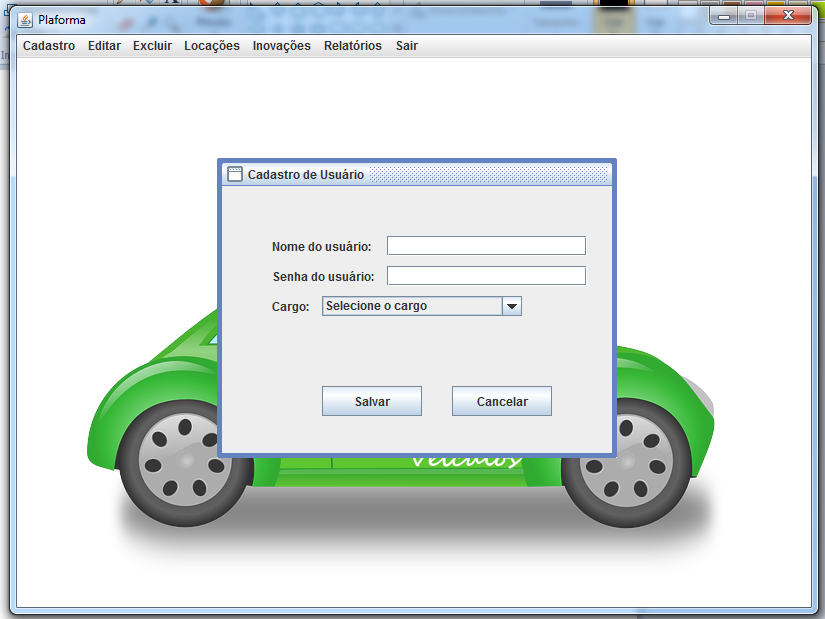 Plaforma
Cadastro Editar Excluir Locações Inovações Relatórios Sair
Cadastro de Usuário
Nome do usuário:
Senha do usuário:
Cargo: Selecione o cargo
Salvar Cancelar
veículos